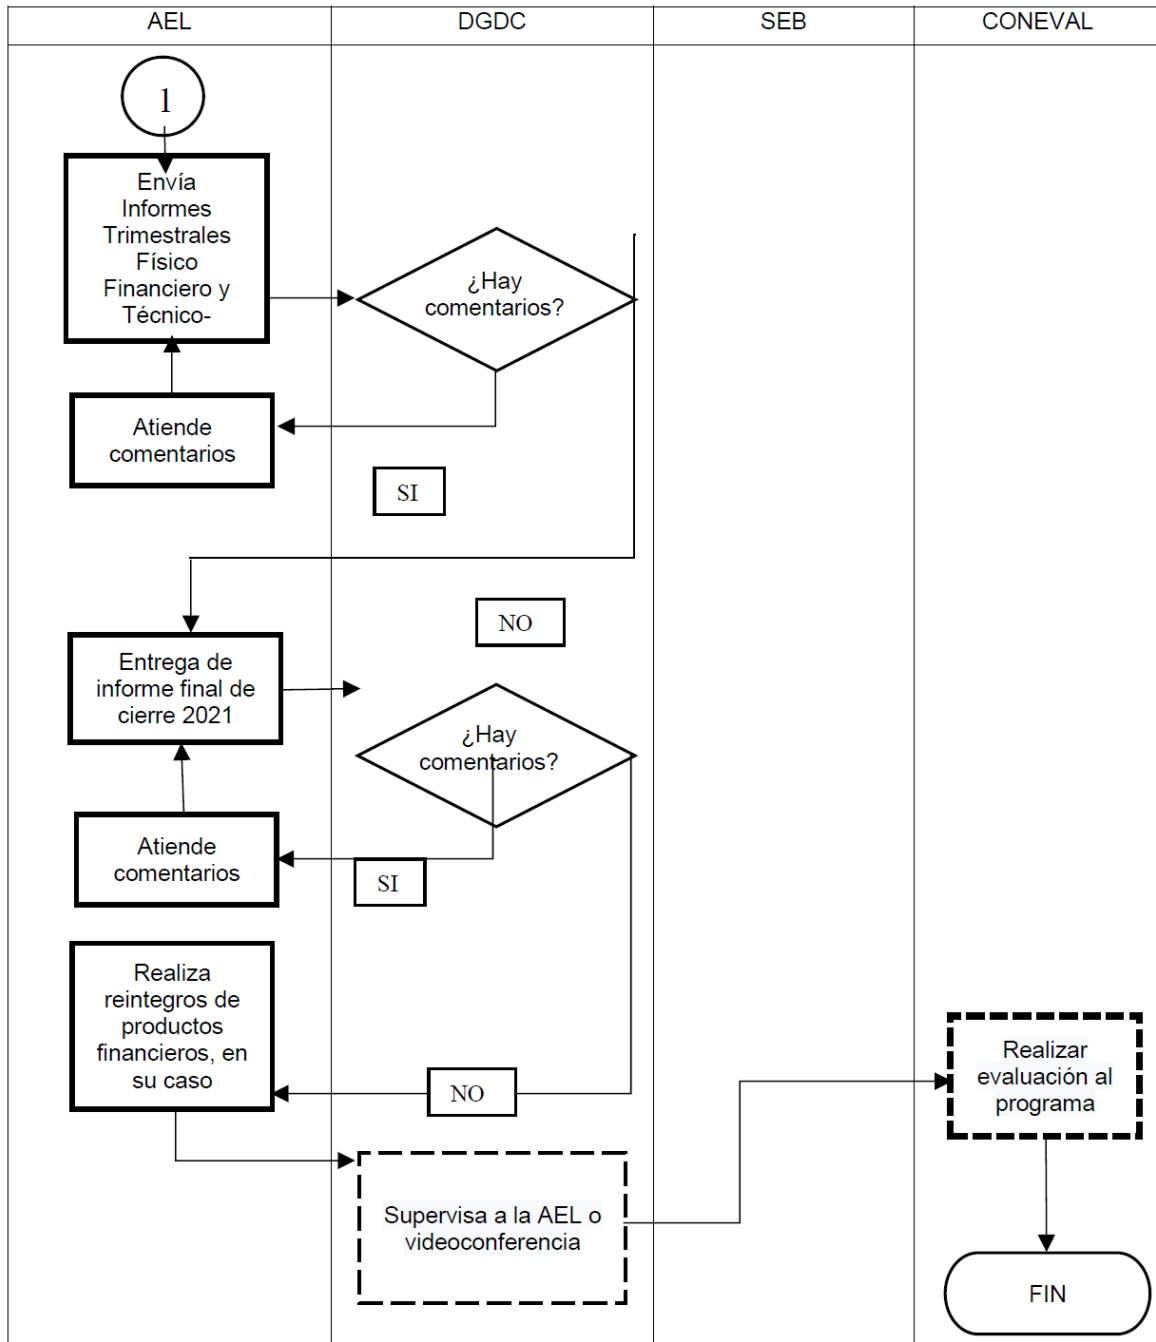 AEL
DGDC
SEB
CONEVAL
1
Envía
Informes
Trimestrales
Físico
Financiero y
Técnico-
¿Hay
comentarios?
Atiende
comentarios
SI
NO
Entrega de
informe final de
cierre 2021
¿Hay
comentarios?
Atiende
comentarios
SI
Realiza
reintegros de
productos
financieros, en
su caso
NO
Realizar
evaluación al
programa
Supervisa a la AEL o
videoconferencia
FIN